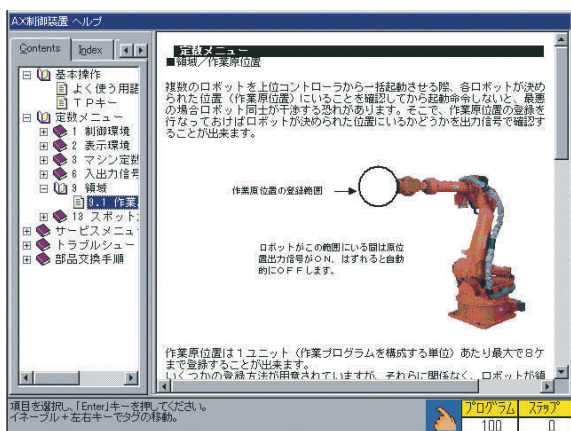 AX制御装置 ヘルプ
Contents
Index
基本操作
よく使う用語
TPキー
定数メニュー
1 制御環境
2 表示環境
3 マシン定数
6 入出力信号
9 領域
9.1 作業
13 スポット
サービスメニュ
トラブルシュー
部品交換手順
定数メニュー
■領域/作業原位置
複数のロボットを上位コントローラから一括起動させる際、各ロボットが決め
られた位置(作業原位置)にいることを確認してから起動命令しないと、最悪
の場合ロボット同士が干渉する恐れがあります。そこで、作業原位置の登録を
行なっておけばロボットが決められた位置にいるかどうかを出力信号で確認す
ることが出来ます。
作業原位置の登録範囲
ロボットがこの範囲にいる間は原位
置出力信号がON、はずれると自動
的にOFFします。
作業原位置は1ユニット(作業プログラムを構成する単位)あたり最大で8ケ
まで登録することが出来ます。
いくつかの登録方法が用意されていますが、それらに関係なく、ロボットが領
項目を選択し、「Enter」キーを押してください。
イネーブル+左右キーでタグの移動。
プログラム
ステップ
100
0